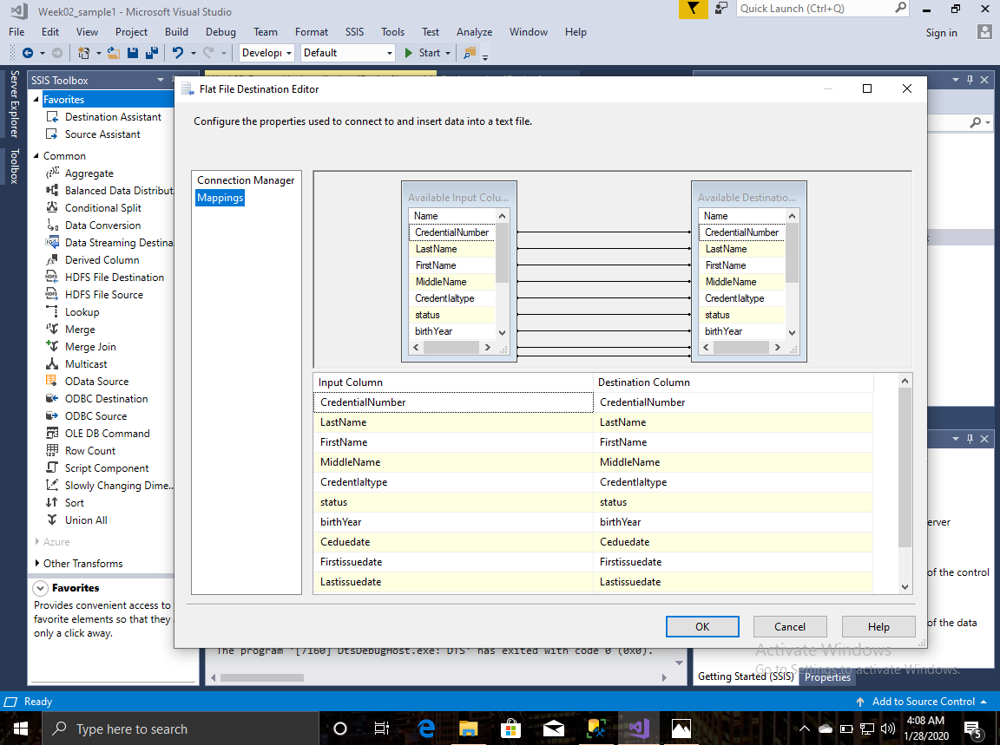 Week02_sample1 - Microsoft Visual Studio
Quick Launch (Ctrl+Q)
File Edit View Project Build Debug Team Format SSIS Tools Test Analyze Window Help
Sign in
Develop Default Start
Server Explorer
Toolbox
SSIS Toolbox
Favorites
Destination Assistant
Source Assistant
Common
Aggregate
Balanced Data Distribut
Conditional Split
Data Conversion
Data Streaming Destina
Derived Column
HDFS File Destination
HDFS File Source
Lookup
Merge
Merge Join
Multicast
OData Source
ODBC Destination
ODBC Source
OLE DB Command
Row Count
Script Component
Slowly Changing Dime..
Sort
Union All
Azure
Other Transforms
Favorites
Provides convenient access to
favorite elements so that they
only a click away.
Flat File Destination Editor
Configure the properties used to connect to and insert data into a text file.
Connection Manager
Mappings
Available Input Colu...
Name
CredentialNumber
LastName
FirstName
MiddleName
CredentIaltype
status
birthYear
Available Destinatio...
Name
CredentialNumber
LastName
FirstName
MiddleName
CredentIaltype
status
birthYear
Input Column Destination Column
CredentialNumber CredentialNumber
LastName LastName
FirstName FirstName
MiddleName MiddleName
CredentIaltype CredentIaltype
status status
birthYear birthYear
Ceduedate Ceduedate
Firstissuedate Firstissuedate
Lastissuedate Lastissuedate
OK Cancel Help
erver
of the control
of the data
The program '[7160] DtsDebugHost.exe: DTS' has exited with code 0 (0x0).
Activate Windows
Go to Settings to activate Windows.
Getting Started (SSIS) Properties
Ready
Add to Source Control
Type here to search
4:08 AM
1/28/2020
5